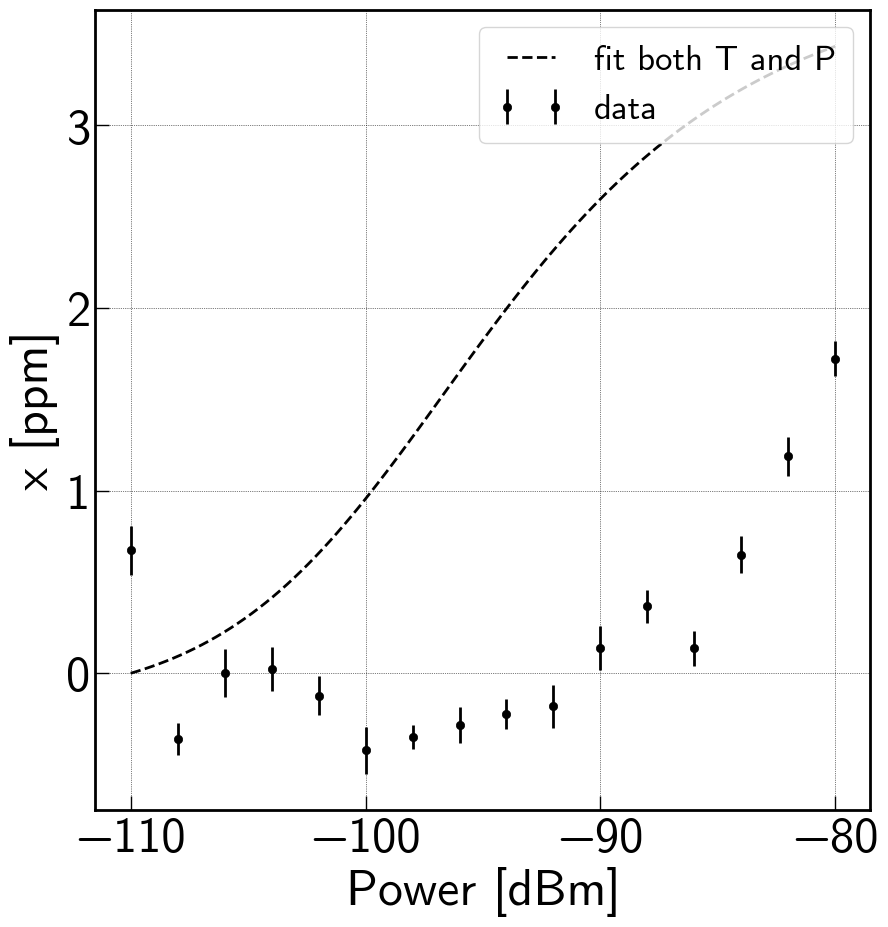 fit both T and P
data
3
2
1
0
x [ppm]
−110 −100 −90 −80
Power [dBm]